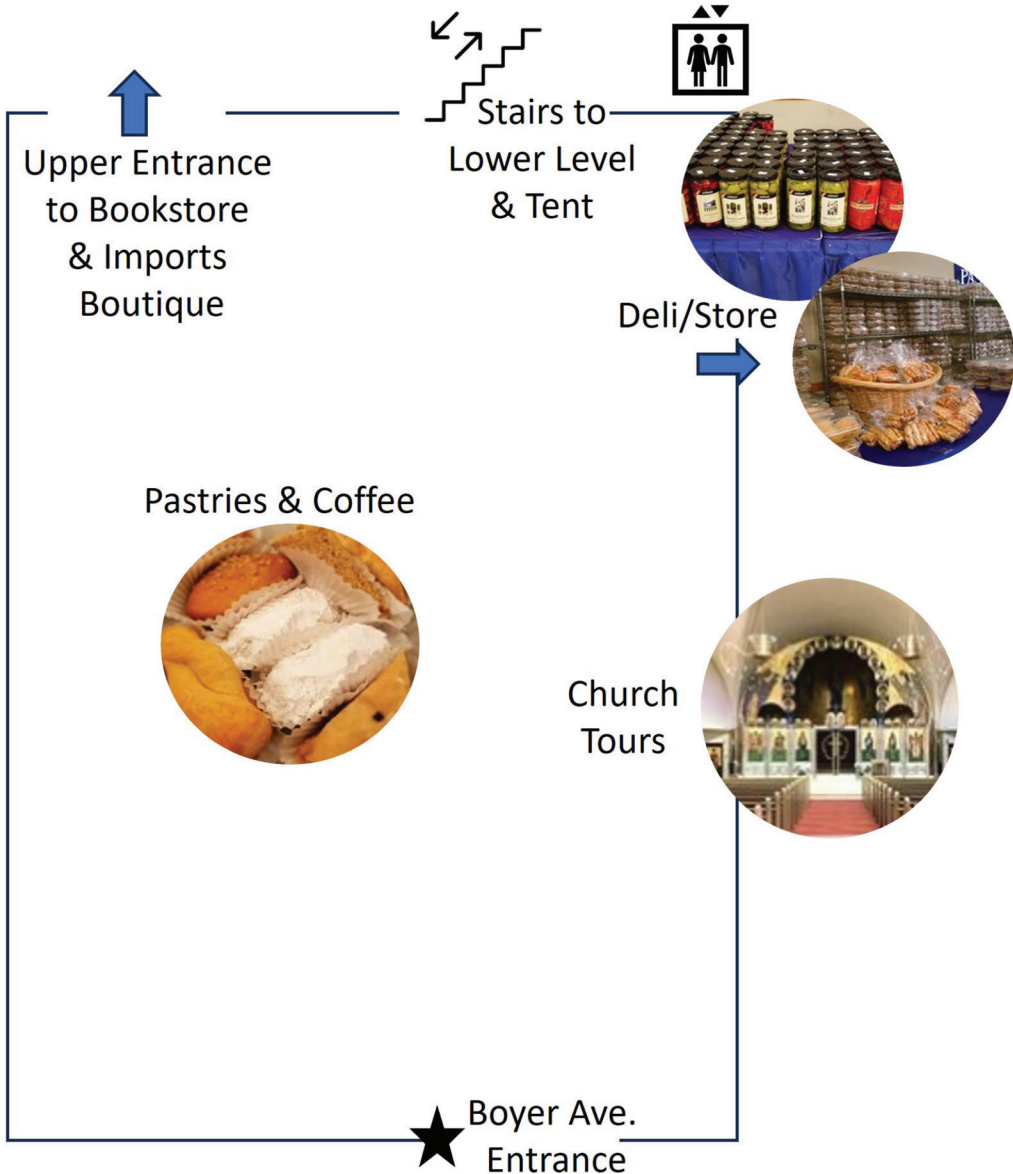 Upper Entrance
to Bookstore
& Imports
Boutique
Stairs to
Lower Level
& Tent
Deli/Store
Pastries & Coffee
Church
Tours
Boyer Ave.
Entrance